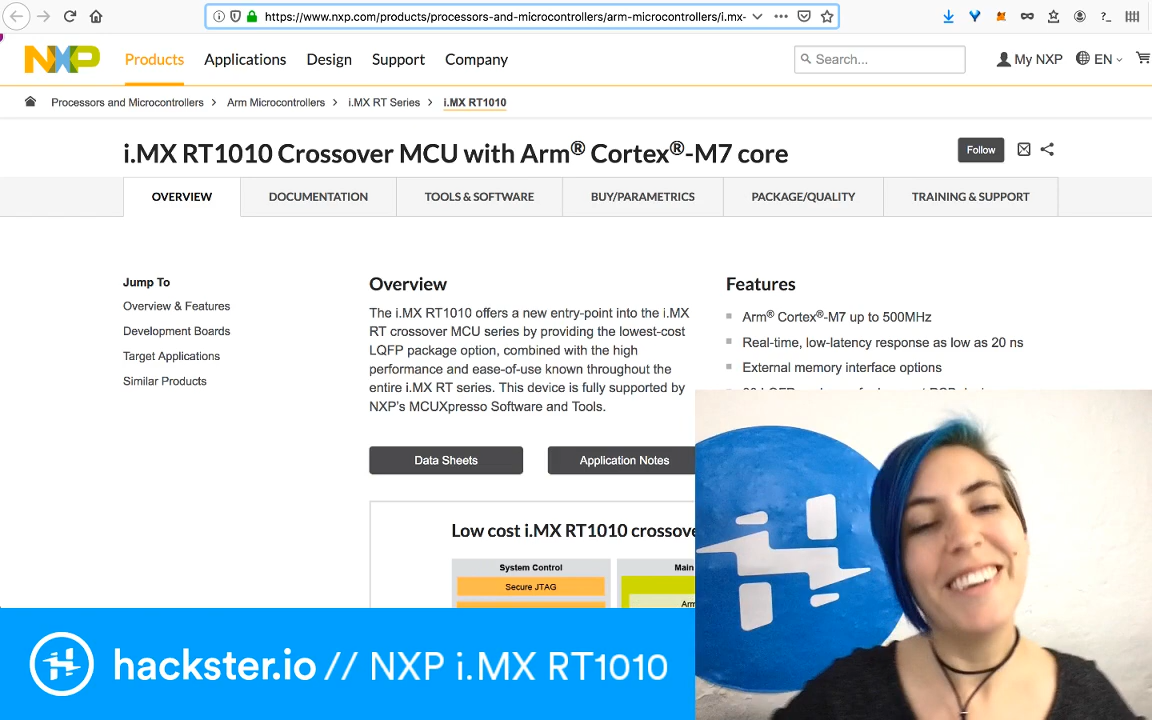 https://www.nxp.com/products/processors-and-microcontrollers/arm-microcontrollers/i.mx-
NXP
Products
Applications
Design
Support
Company
Search...
My NXP
EN
Processors and Microcontrollers > Arm Microcontrollers > i.MX RT Series > i.MX RT1010
i.MX RT1010 Crossover MCU with Arm® Cortex®-M7 core
Follow
OVERVIEW
DOCUMENTATION
TOOLS & SOFTWARE
BUY/PARAMETRICS
PACKAGE/QUALITY
TRAINING & SUPPORT
Jump To
Overview & Features
Development Boards
Target Applications
Similar Products
Overview
The i.MX RT1010 offers a new entry-point into the i.MX
RT crossover MCU series by providing the lowest-cost
LQFP package option, combined with the high
performance and ease-of-use known throughout the
entire i.MX RT series. This device is fully supported by
NXP's MCUXpresso Software and Tools.
Data Sheets
Application Notes
Features
Arm® Cortex®-M7 up to 500MHz
Real-time, low-latency response as low as 20 ns
External memory interface options
Low cost i.MX RT1010 crossove
System Control
Main
Secure JTAG
Arm
hackster.io // NXP i.MX RT1010